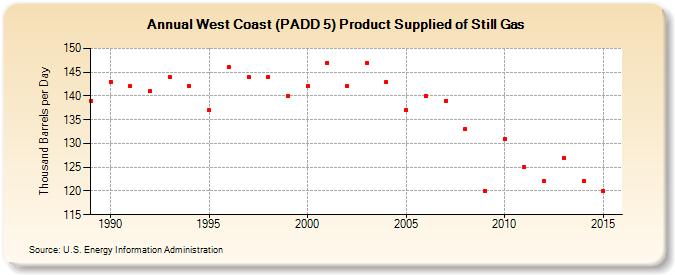 Annual West Coast (PADD 5) Product Supplied of Still Gas
Thousand Barrels per Day
150
145
140
135
130
125
120
115
1990 1995 2000 2005 2010 2015
Source: U.S. Energy Information Administration